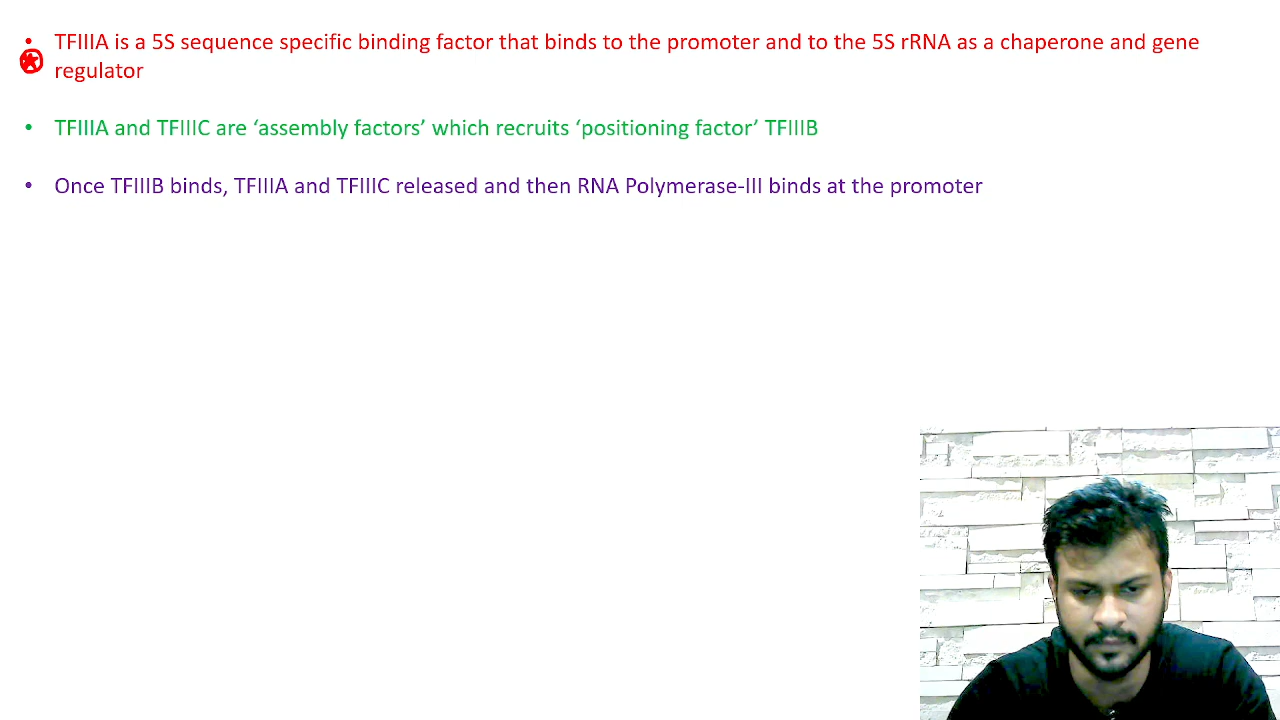 • TFIIIA is a 5S sequence specific binding factor that binds to the promoter and to the 5S rRNA as a chaperone and gene
regulator
• TFIIIA and TFIIIC are ‘assembly factors’ which recruits ‘positioning factor’ TFIIIB
• Once TFIIIB binds, TFIIIA and TFIIIC released and then RNA Polymerase-III binds at the promoter